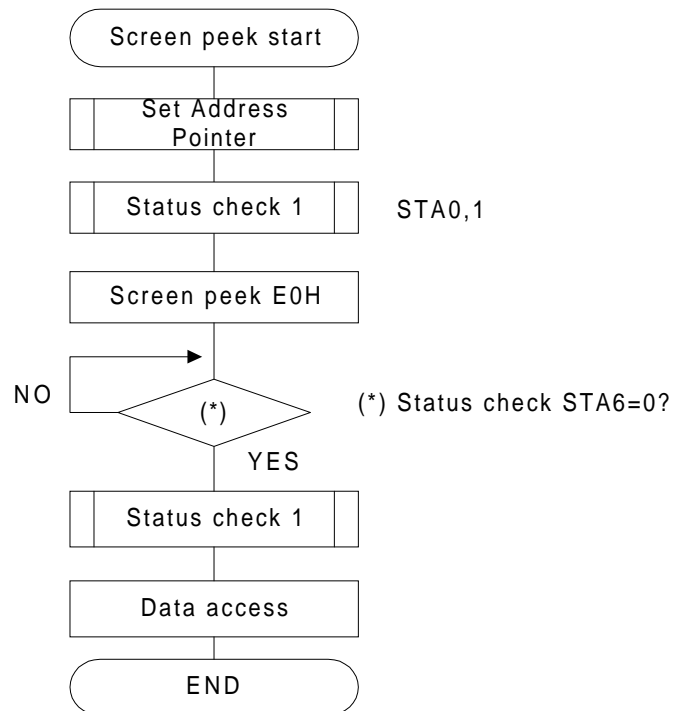 Screen peek start
Set Address
Pointer
Status check 1
STA0,1
Screen peek E0H
NO
(*)
(*) Status check STA6=0?
YES
Status check 1
Data access
END